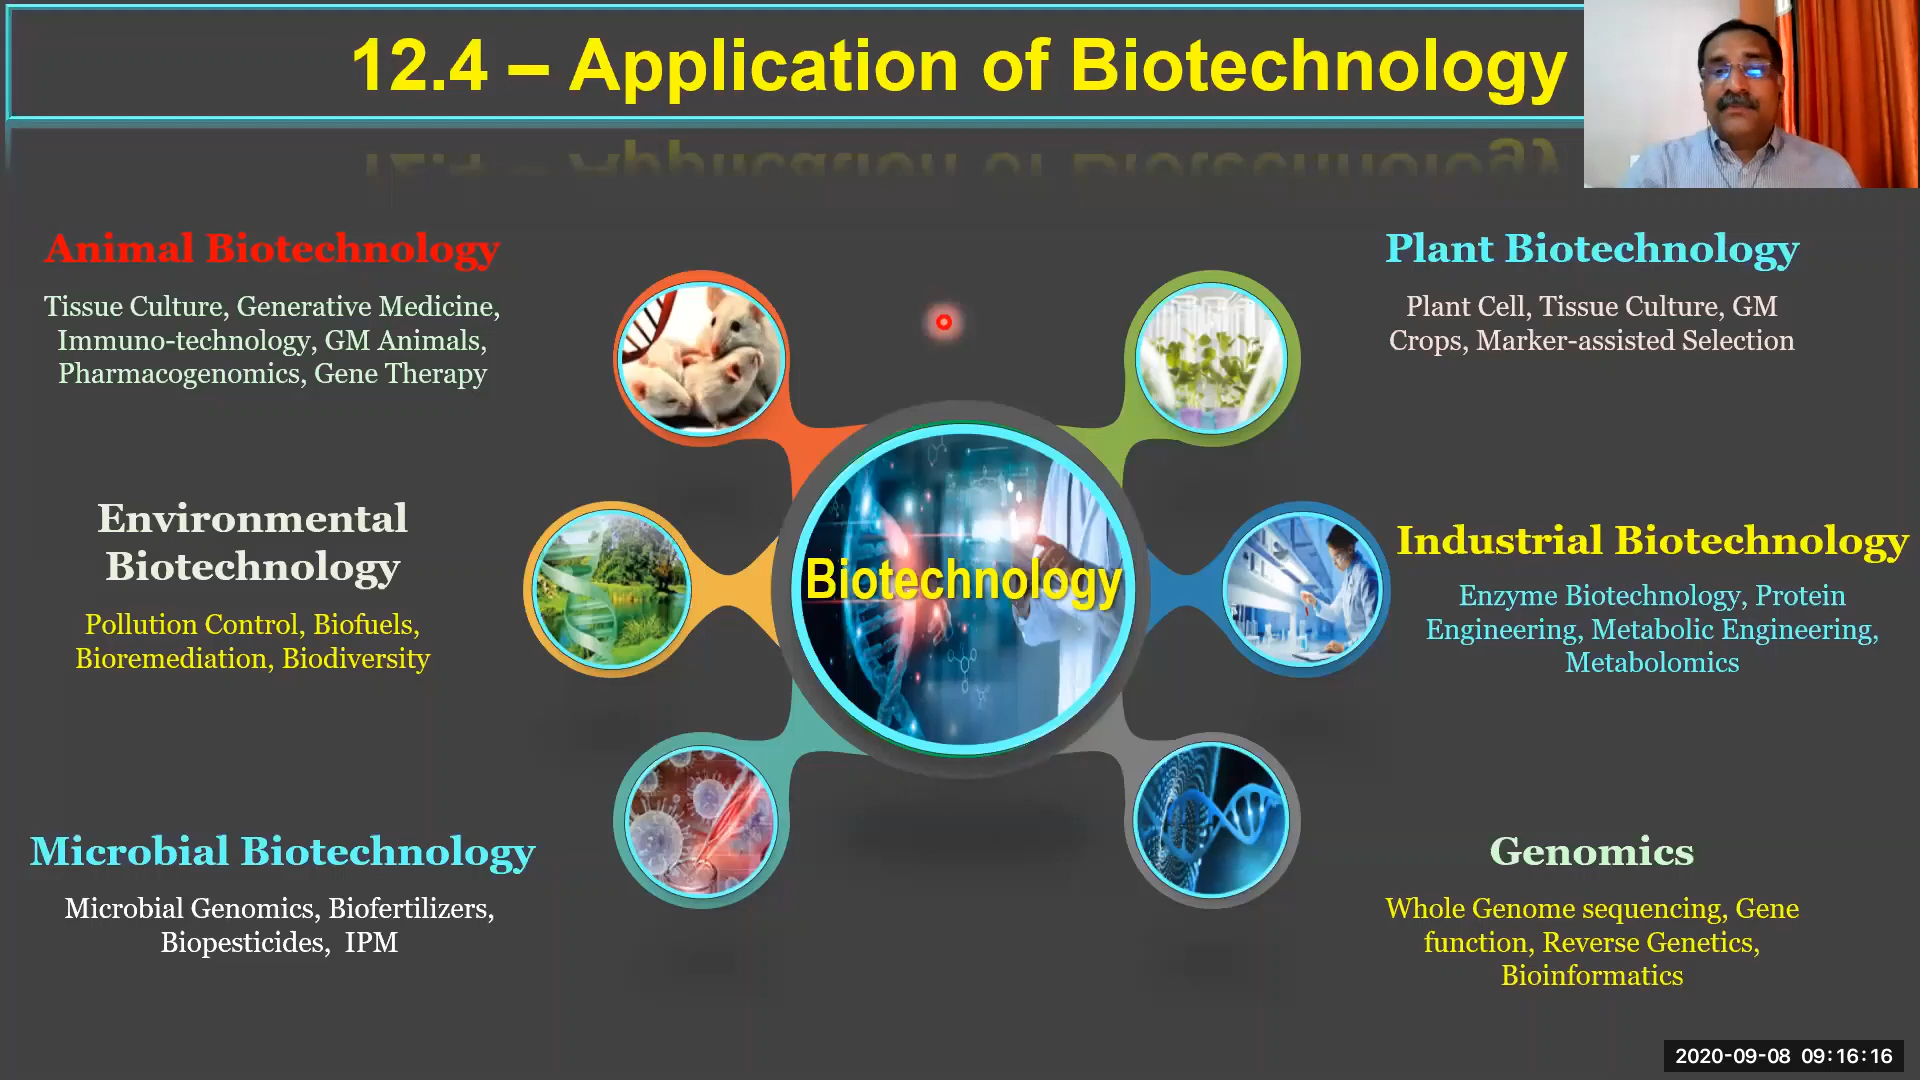 12.4 – Application of Biotechnology
Animal Biotechnology
Tissue Culture, Generative Medicine,
Immuno-technology, GM Animals,
Pharmacogenomics, Gene Therapy
Environmental
Biotechnology
Pollution Control, Biofuels,
Bioremediation, Biodiversity
Microbial Biotechnology
Microbial Genomics, Biofertilizers,
Biopesticides, IPM
Biotechnology
Plant Biotechnology
Plant Cell, Tissue Culture, GM
Crops, Marker-assisted Selection
Industrial Biotechnology
Enzyme Biotechnology, Protein
Engineering, Metabolic Engineering,
Metabolomics
Genomics
Whole Genome sequencing, Gene
function, Reverse Genetics,
Bioinformatics
2020-09-08 09:16:16